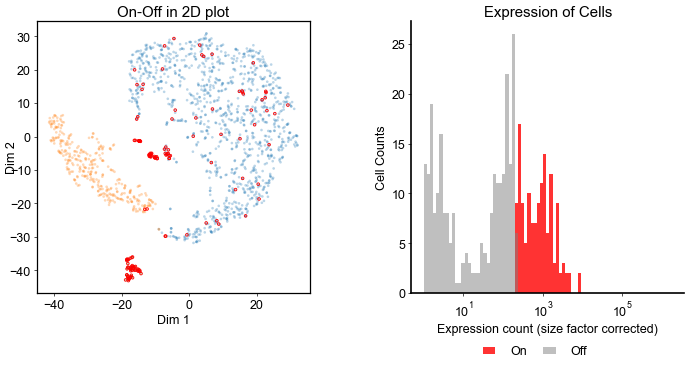 On-Off in 2D plot
30
20
10
0
−10
−20
−30
−40
Dim 2
−40 −20 0 20
Dim 1
Expression of Cells
25
20
15
10
5
0
Cell Counts
10^1 10^3 10^5
Expression count (size factor corrected)
On Off